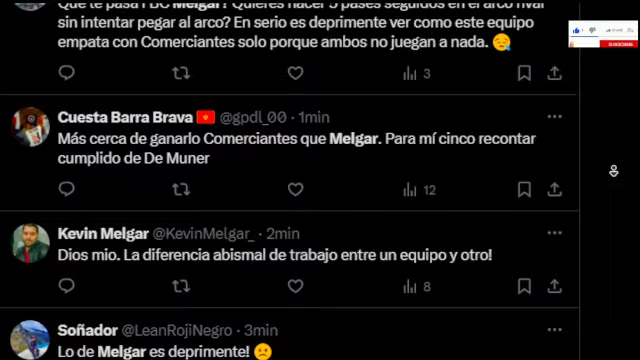 Que te pasa FBC Melgar? Quieres hacer 5 pases seguidos en el arco rival
sin intentar pegar al arco? En serio es deprimente ver como este equipo
empata con Comerciantes solo porque ambos no juegan a nada. 😥
3
Cuesta Barra Brava @gpdl_00 · 1min
Más cerca de ganarlo Comerciantes que Melgar. Para mí cinco recontar
cumplido de De Muner
12
Kevin Melgar @KevinMelgar_ · 2min
Dios mio. La diferencia abismal de trabajo entre un equipo y otro!
8
Soñador @LeanRojiNegro · 3min
Lo de Melgar es deprimente! 🙁
SUBSCRIBE